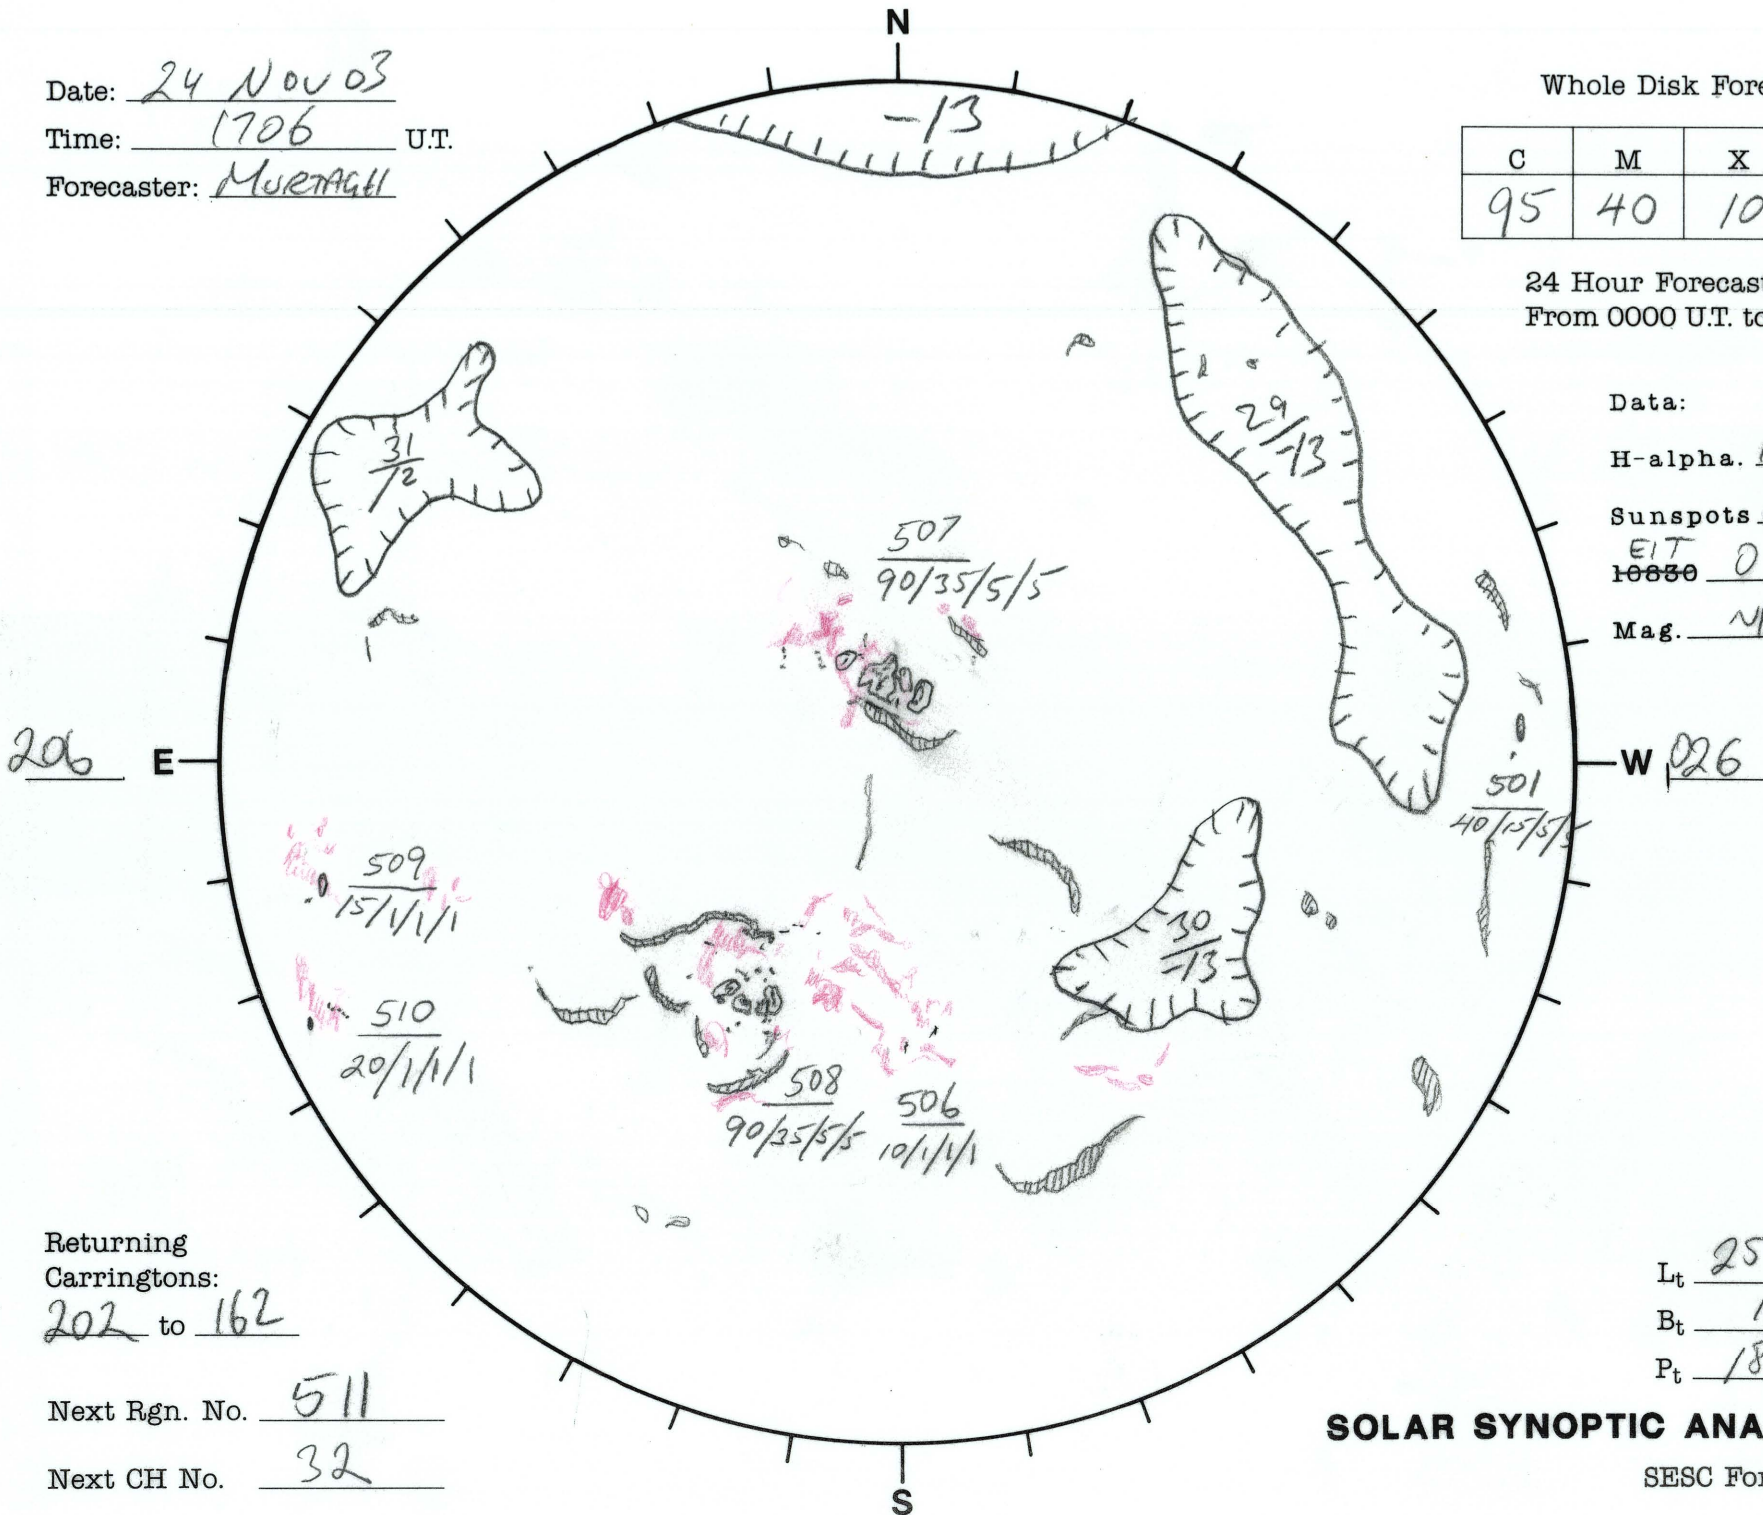 N
Date: 24 NOV 03
Time: 1706 U.T.
Forecaster: MURTAGH
-13
Whole Disk Fore
C M X
95 40 10
24 Hour Forecast
From 0000 U.T. to
Data:
H-alpha.
Sunspots
EIT
10830 0
Mag.
31/12
29/-13
507
90/35/5/5
206 E
W 026
501
40/15/5/5
509
15/1/1/1
30/-13
510
20/1/1/1
508
90/35/5/5
506
10/1/1/1
Returning
Carringtons:
202 to 162
Next Rgn. No. 511
Next CH No. 32
Lt 25
Bt 1
Pt 18
SOLAR SYNOPTIC ANA
SESC For
S